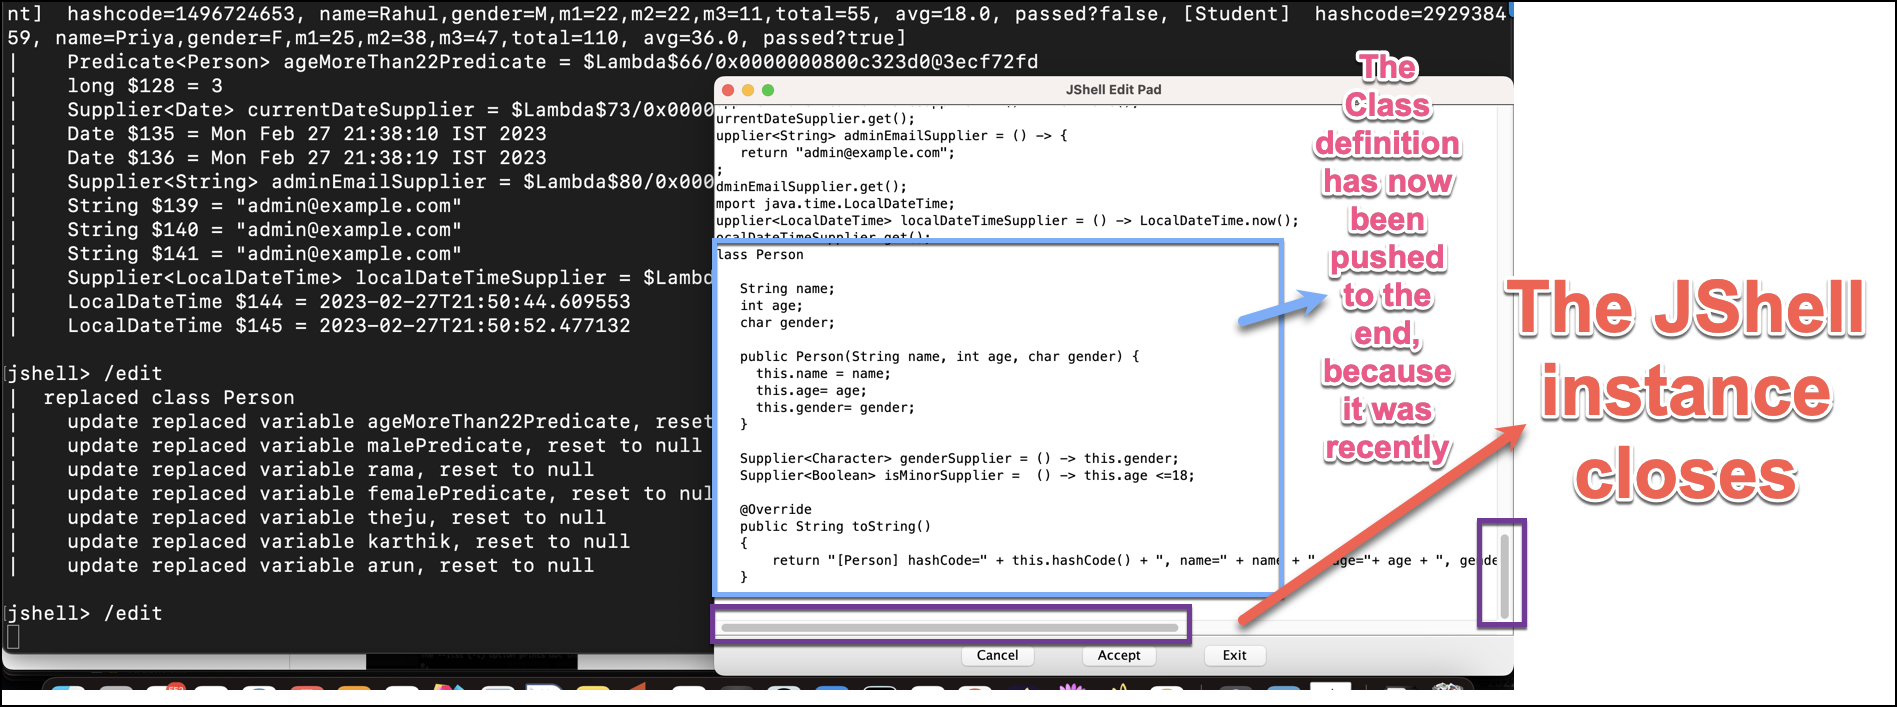 nt]  hashcode=1496724653, name=Rahul,gender=M,m1=22,m2=22,m3=11,total=55, avg=18.0, passed?false, [Student]  hashcode=2929384
59, name=Priya,gender=F,m1=25,m2=38,m3=47,total=110, avg=36.0, passed?true]
|    Predicate<Person> ageMoreThan22Predicate = $Lambda$66/0x0000000800c323d0@3ecf72fd
|    long $128 = 3
|    Supplier<Date> currentDateSupplier = $Lambda$73/0x0000
|    Date $135 = Mon Feb 27 21:38:10 IST 2023
|    Date $136 = Mon Feb 27 21:38:19 IST 2023
|    Supplier<String> adminEmailSupplier = $Lambda$80/0x000
|    String $139 = "admin@example.com"
|    String $140 = "admin@example.com"
|    String $141 = "admin@example.com"
|    Supplier<LocalDateTime> localDateTimeSupplier = $Lambd
|    LocalDateTime $144 = 2023-02-27T21:50:44.609553
|    LocalDateTime $145 = 2023-02-27T21:50:52.477132
jshell> /edit
|  replaced class Person
|    update replaced variable ageMoreThan22Predicate, reset
|    update replaced variable malePredicate, reset to null
|    update replaced variable rama, reset to null
|    update replaced variable femalePredicate, reset to nul
|    update replaced variable theju, reset to null
|    update replaced variable karthik, reset to null
|    update replaced variable arun, reset to null
jshell> /edit
JShell Edit Pad
urrentDateSupplier.get();
upplier<String> adminEmailSupplier = () -> {
   return "admin@example.com";
;
dminEmailSupplier.get();
mport java.time.LocalDateTime;
upplier<LocalDateTime> localDateTimeSupplier = () -> LocalDateTime.now();
ocalDateTimeSupplier.get();
lass Person
   String name;
   int age;
   char gender;
   public Person(String name, int age, char gender) {
     this.name = name;
     this.age= age;
     this.gender= gender;
   }
   Supplier<Character> genderSupplier = () -> this.gender;
   Supplier<Boolean> isMinorSupplier =  () -> this.age <=18;
   @Override
   public String toString()
   {
       return "[Person] hashCode=" + this.hashCode() + ", name=" + name + " age="+ age + ", gende
   }
Cancel
Accept
Exit
The
Class
definition
has now
been
pushed
to the
end,
because
it was
recently
The JShell
instance
closes